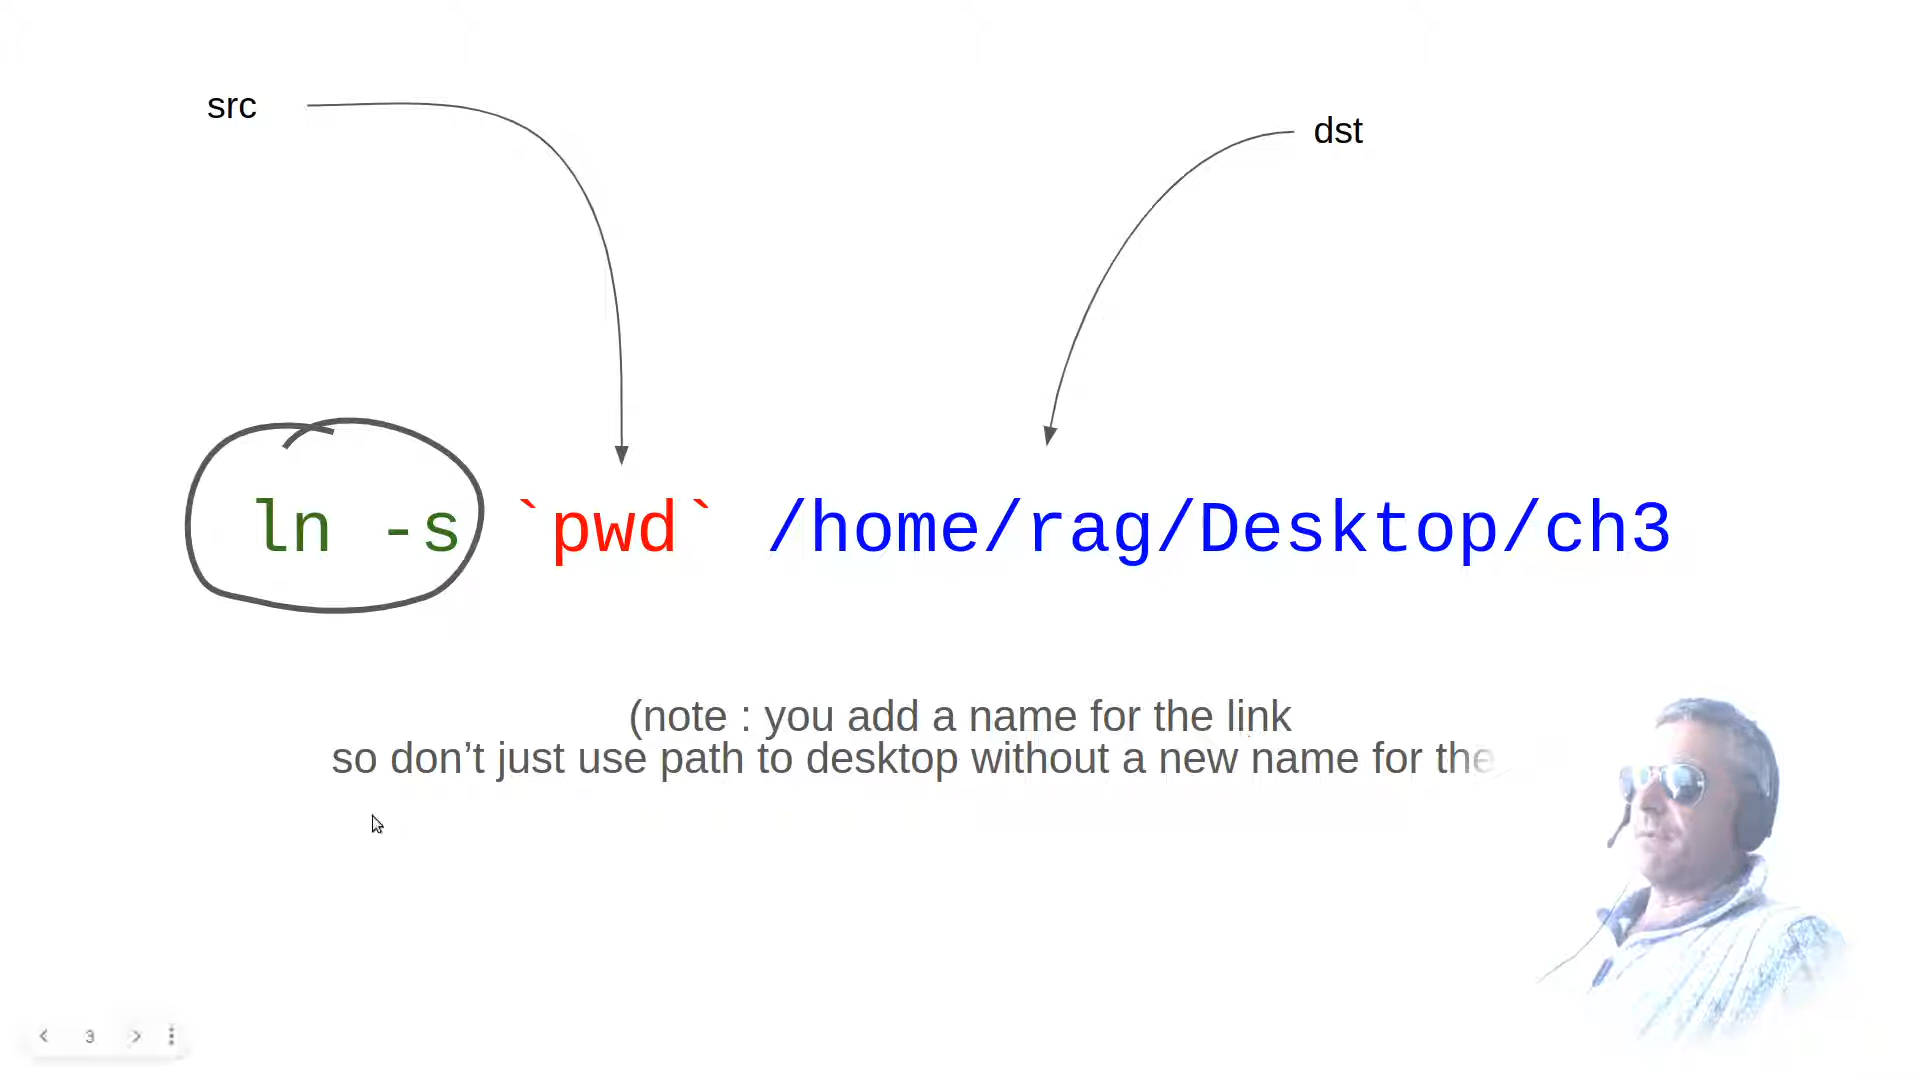 src
dst
ln -s `pwd` /home/rag/Desktop/ch3
(note : you add a name for the link
so don’t just use path to desktop without a new name for the
3